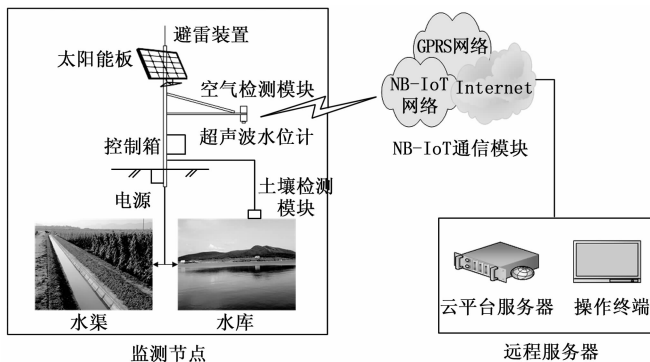 避雷装置
太阳能板
空气检测模块
超声波水位计
控制箱
电源
土壤检测
模块
水渠
水库
监测节点
GPRS网络
NB-IoT
网络
Internet
NB-IoT通信模块
云平台服务器
操作终端
远程服务器